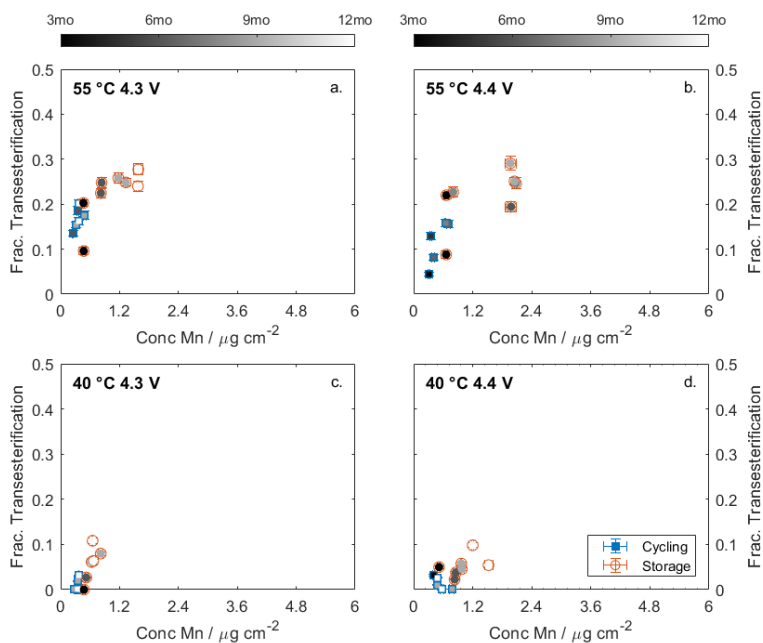 3mo 6mo 9mo 12mo
3mo 6mo 9mo 12mo
55 °C 4.3 V
a.
0.5
0.4
0.3
0.2
0.1
0
Frac. Transesterification
0 1.2 2.4 3.6 4.8 6
Conc Mn / μg cm-2
55 °C 4.4 V
b.
0.5
0.4
0.3
0.2
0.1
0
Frac. Transesterification
0 1.2 2.4 3.6 4.8 6
Conc Mn / μg cm-2
40 °C 4.3 V
c.
0.5
0.4
0.3
0.2
0.1
0
Frac. Transesterification
0 1.2 2.4 3.6 4.8 6
Conc Mn / μg cm-2
40 °C 4.4 V
d.
0.5
0.4
0.3
0.2
0.1
0
Frac. Transesterification
Cycling
Storage
0 1.2 2.4 3.6 4.8 6
Conc Mn / μg cm-2